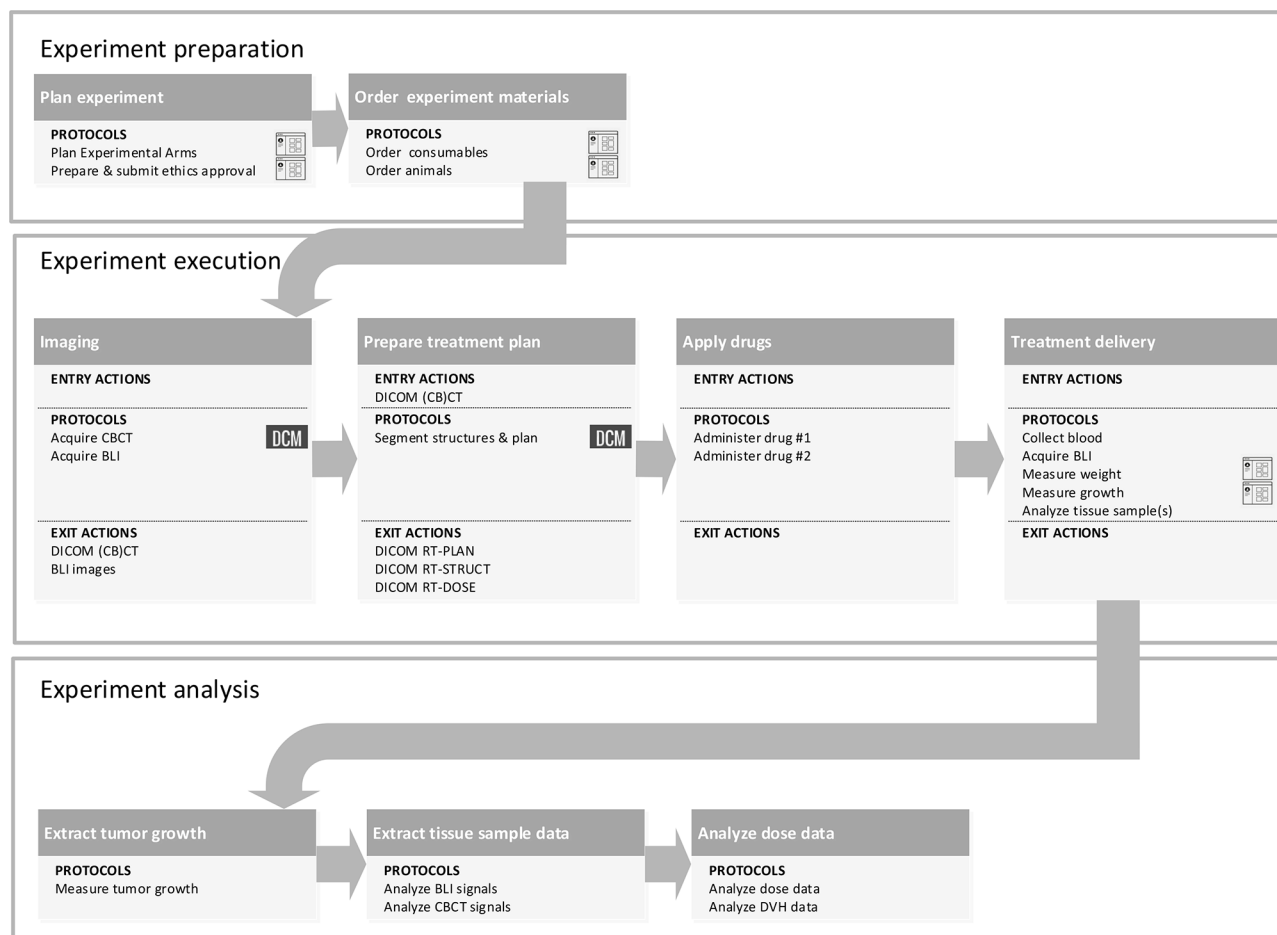 Experiment preparation
Plan experiment
PROTOCOLS
Plan Experimental Arms
Prepare & submit ethics approval
Order experiment materials
PROTOCOLS
Order consumables
Order animals
Experiment execution
Imaging
ENTRY ACTIONS
PROTOCOLS
Acquire CBCT
Acquire BLI
DCM
EXIT ACTIONS
DICOM (CB)CT
BLI images
Prepare treatment plan
ENTRY ACTIONS
DICOM (CB)CT
PROTOCOLS
Segment structures & plan
DCM
EXIT ACTIONS
DICOM RT-PLAN
DICOM RT-STRUCT
DICOM RT-DOSE
Apply drugs
ENTRY ACTIONS
PROTOCOLS
Administer drug #1
Administer drug #2
EXIT ACTIONS
Treatment delivery
ENTRY ACTIONS
PROTOCOLS
Collect blood
Acquire BLI
Measure weight
Measure growth
Analyze tissue sample(s)
EXIT ACTIONS
Experiment analysis
Extract tumor growth
PROTOCOLS
Measure tumor growth
Extract tissue sample data
PROTOCOLS
Analyze BLI signals
Analyze CBCT signals
Analyze dose data
PROTOCOLS
Analyze dose data
Analyze DVH data